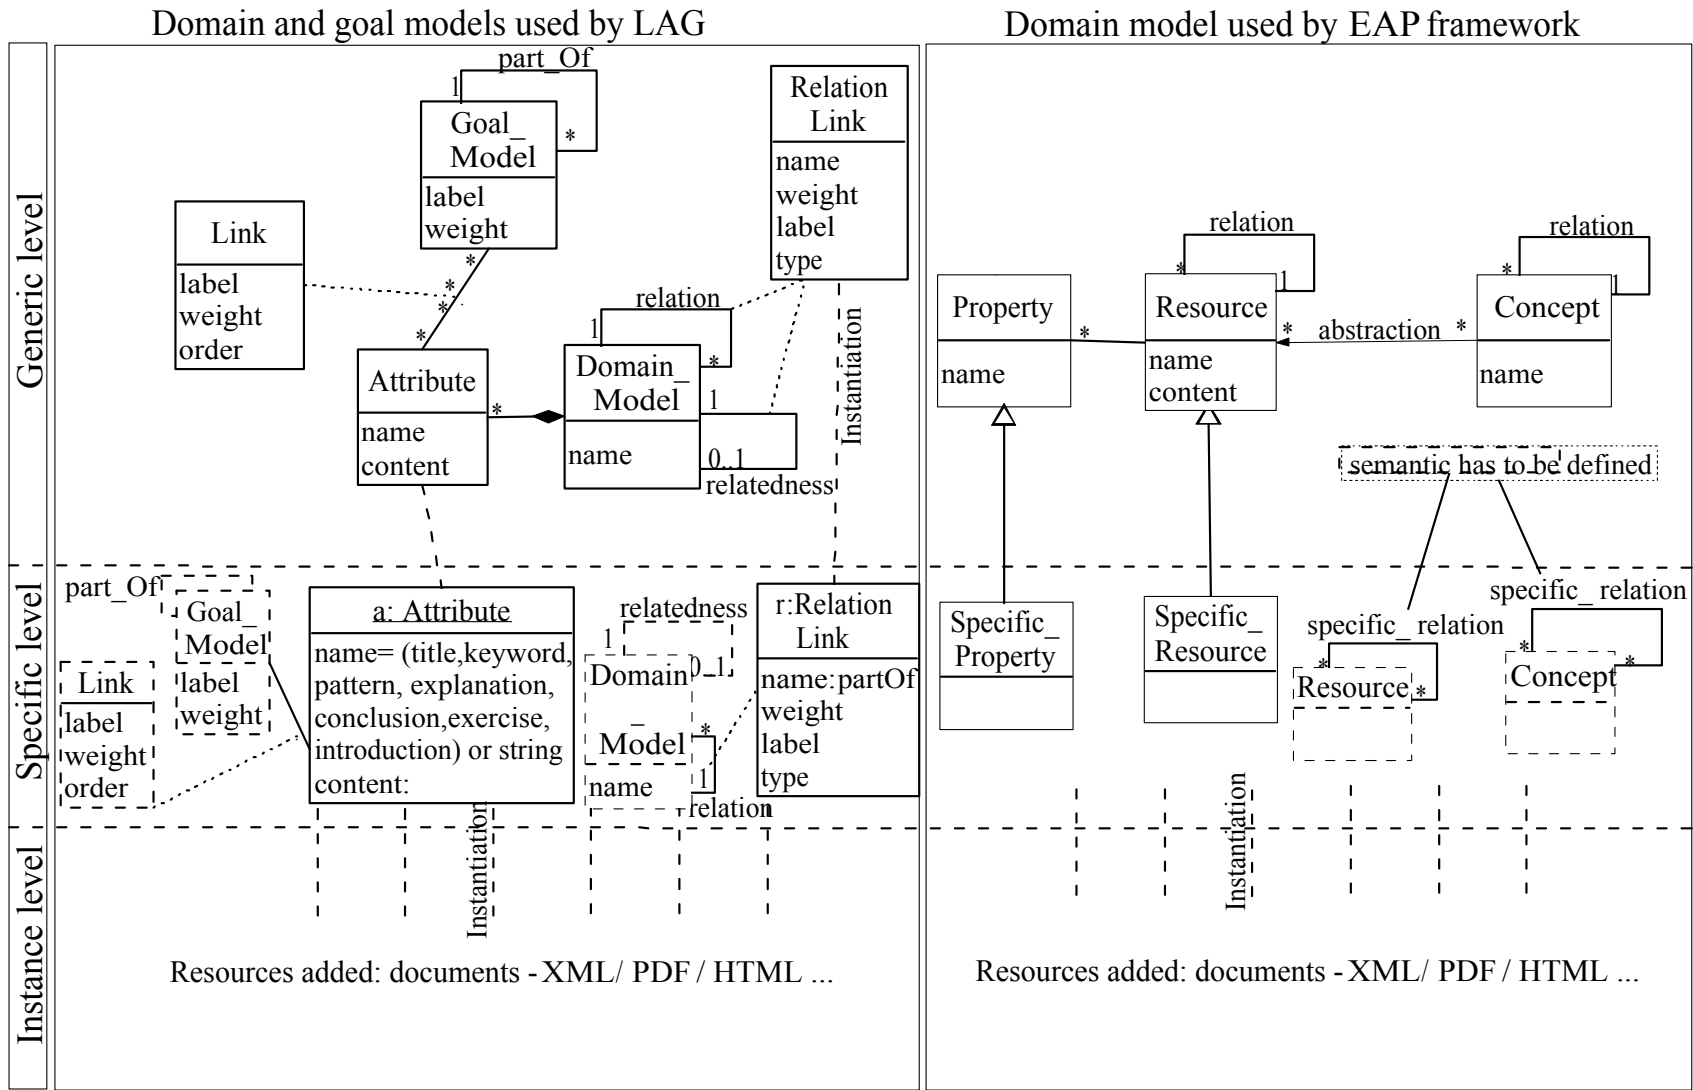 Domain and goal models used by LAG
Domain model used by EAP framework
Generic level
part_Of
1
*
Goal_
Model
label
weight
Relation
Link
name
weight
label
type
Link
label
weight
order
*
*
*
*
Attribute
name
content
*
relation
1
*
Domain_
Model
name
1
0..1
relatedness
Instantiation
Property
name
*
relation
*
1
Resource
name
content
*
abstraction
*
relation
*
1
Concept
name
semantic has to be defined
Specific level
part_Of
Goal_
Model
label
weight
Link
label
weight
order
a: Attribute
name= (title,keyword,
pattern, explanation,
conclusion,exercise,
introduction) or string
content:
relatedness
1
0..1
Domain
_
Model
name
*
1
relation
r:Relation
Link
name:partOf
weight
label
type
Specific_
Property
Specific_
Resource
specific_ relation
*
Resource
*
specific_ relation
*
Concept
*
Instantiation
Instantiation
Instance level
Resources added: documents - XML/ PDF / HTML ...
Resources added: documents - XML/ PDF / HTML ...